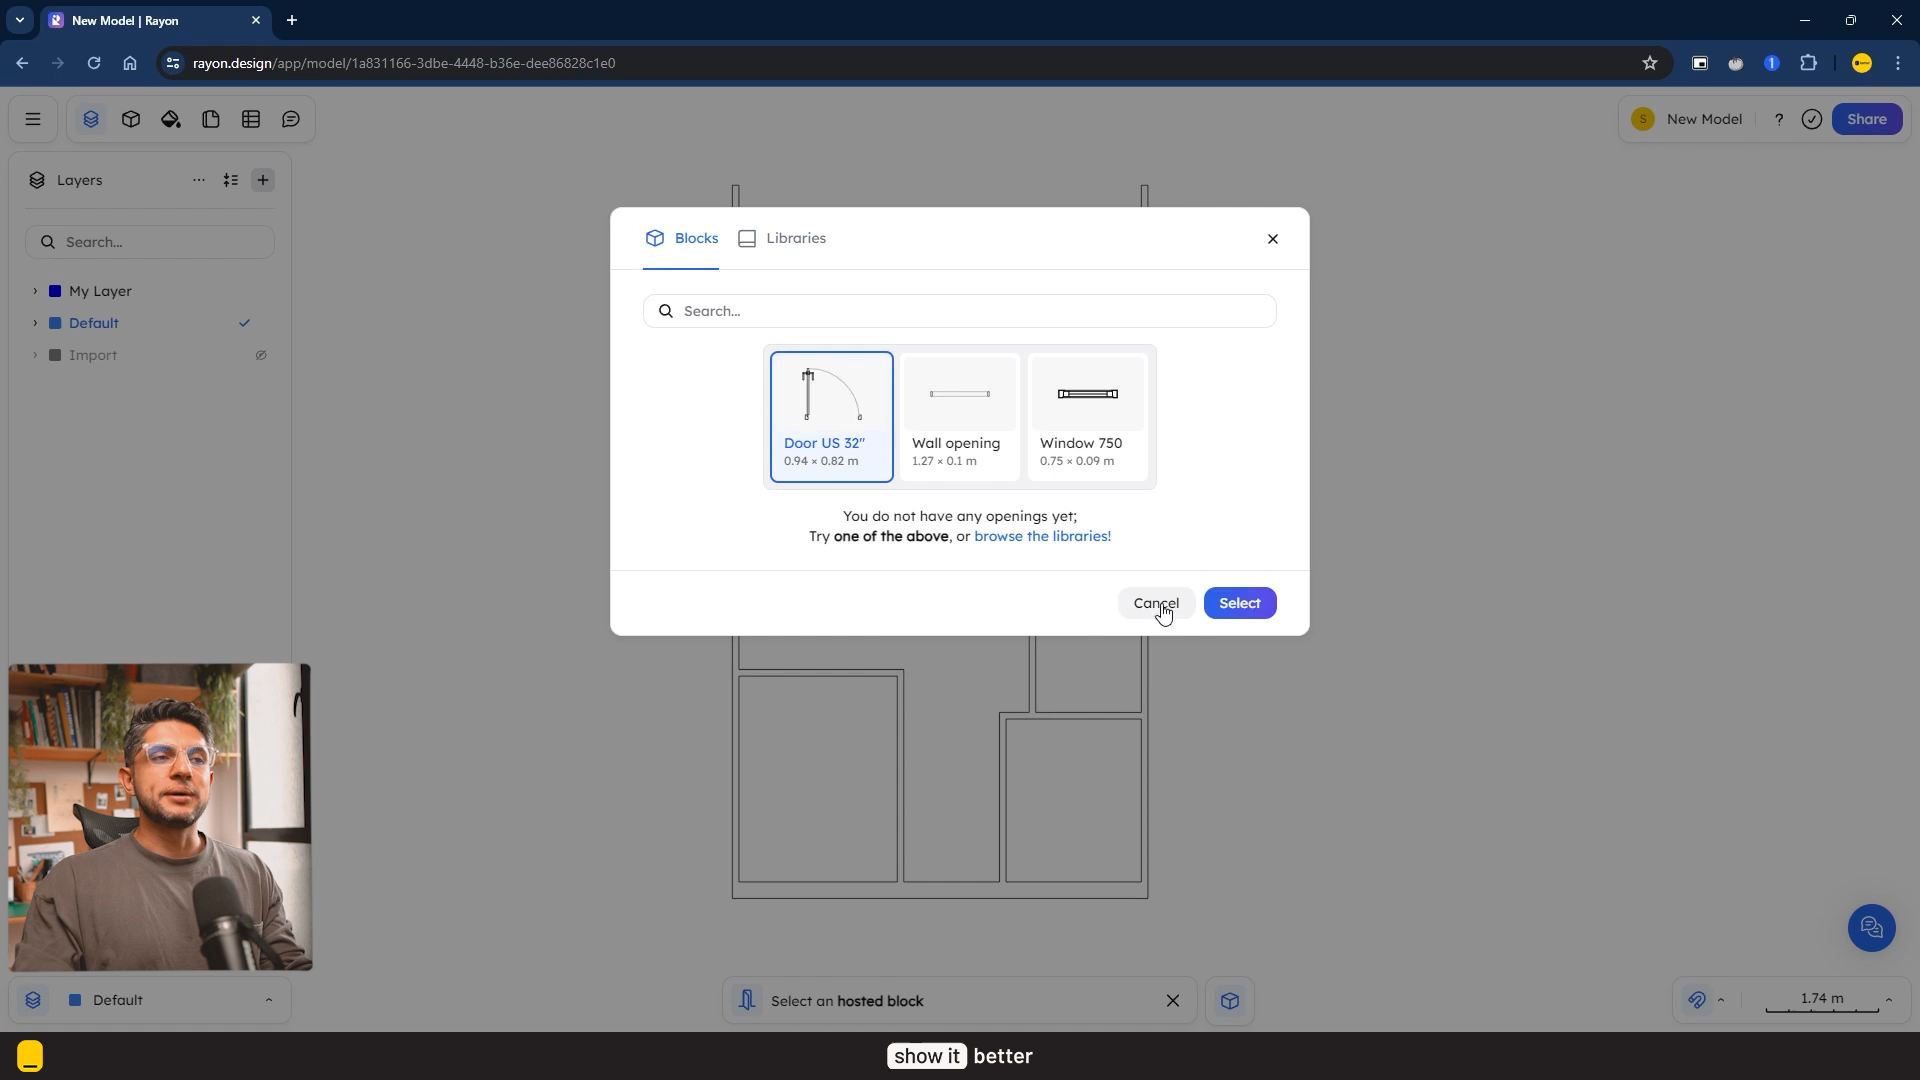 New Model | Rayon
rayon.design/app/model/1a831166-3dbe-4448-b36e-dee86828c1e0
1
S New Model ? Share
Layers
Search...
My Layer
Default
Import
Blocks Libraries
Search...
Door US 32"
0.94 × 0.82 m
Wall opening
1.27 × 0.1 m
Window 750
0.75 × 0.09 m
You do not have any openings yet;
Try one of the above, or browse the libraries!
Cancel Select
Default
Select an hosted block
1.74 m
show it better